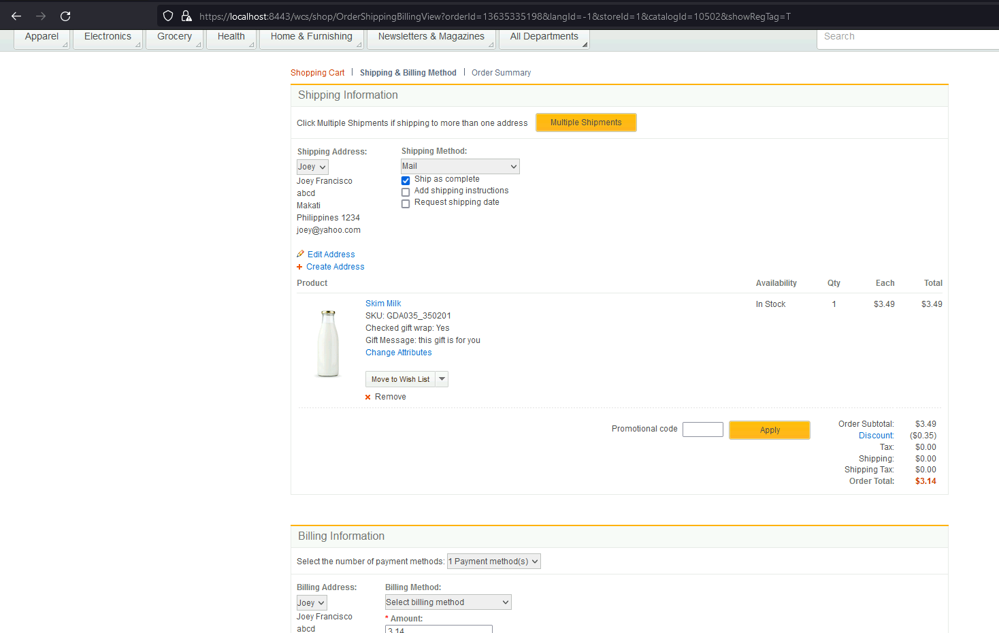 https://localhost:8443/wcs/shop/OrderShippingBillingView?orderId=13635335198&langId=-1&storeId=1&catalogId=10502&showRegTag=T
Apparel Electronics Grocery Health Home & Furnishing Newsletters & Magazines All Departments Search
Shopping Cart | Shipping & Billing Method | Order Summary
Shipping Information
Click Multiple Shipments if shipping to more than one address Multiple Shipments
Shipping Address: Shipping Method:
Joey Mail
Joey Francisco Ship as complete
abcd Add shipping instructions
Makati Request shipping date
Philippines 1234
joey@yahoo.com
Edit Address
+ Create Address
Product Availability Qty Each Total
Skim Milk In Stock 1 $3.49 $3.49
SKU: GDA035_350201
Checked gift wrap: Yes
Gift Message: this gift is for you
Change Attributes
Move to Wish List
Remove
Promotional code Apply
Order Subtotal: $3.49
Discount: ($0.35)
Tax: $0.00
Shipping: $0.00
Shipping Tax: $0.00
Order Total: $3.14
Billing Information
Select the number of payment methods: 1 Payment method(s)
Billing Address: Billing Method:
Joey Select billing method
Joey Francisco * Amount:
abcd 3.14